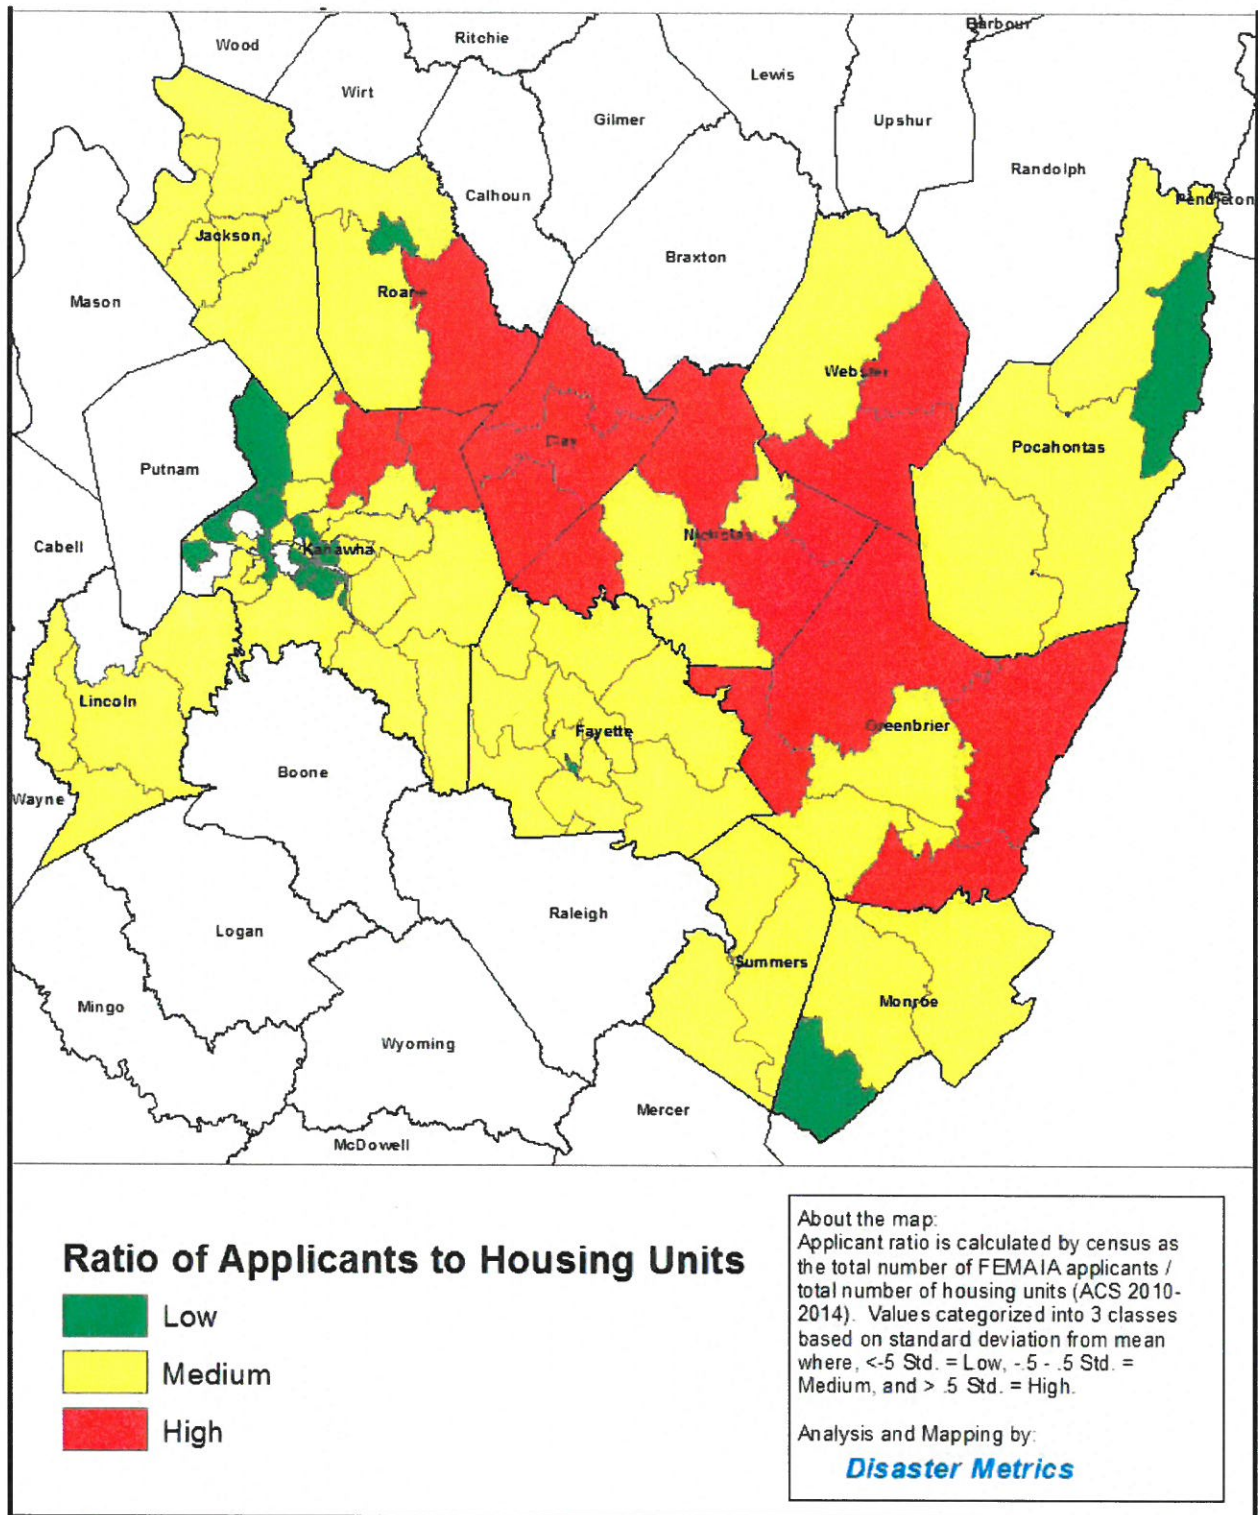 Barbour
Wood
Ritchie
Lewis
Wirt
Gilmer
Upshur
Randolph
Pendleton
Calhoun
Jackson
Braxton
Roane
Mason
Webster
Clay
Pocahontas
Putnam
Nicholas
Cabell
Kanawha
Lincoln
Greenbrier
Fayette
Boone
Wayne
Raleigh
Logan
Summers
Monroe
Mingo
Wyoming
Mercer
McDowell
Ratio of Applicants to Housing Units
Low
Medium
High
About the map:
Applicant ratio is calculated by census as
the total number of FEMAIA applicants /
total number of housing units (ACS 2010-
2014). Values categorized into 3 classes
based on standard deviation from mean
where, <-5 Std. = Low, -.5 - .5 Std. =
Medium, and > .5 Std. = High.
Analysis and Mapping by:
Disaster Metrics